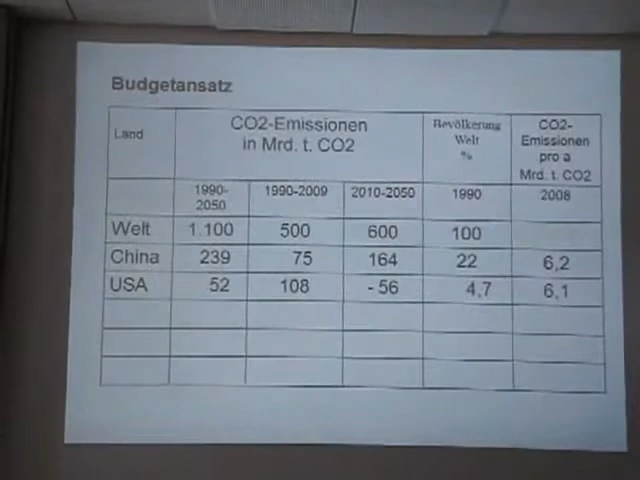 Budgetansatz
Land
CO2-Emissionen
in Mrd. t. CO2
Bevölkerung
Welt
%
CO2-
Emissionen
pro a
Mrd. t. CO2
1990-
2050
1990-2009
2010-2050
1990
2008
Welt 1.100 500 600 100
China 239 75 164 22 6,2
USA 52 108 - 56 4,7 6,1